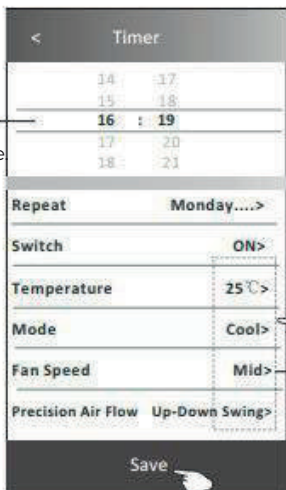 < Timer
14 17
15 18
16 : 19
17 20
18 21
Repeat Monday....>
Switch ON>
Temperature 25℃>
Mode Cool>
Fan Speed Mid>
Precision Air Flow Up-Down Swing>
Save